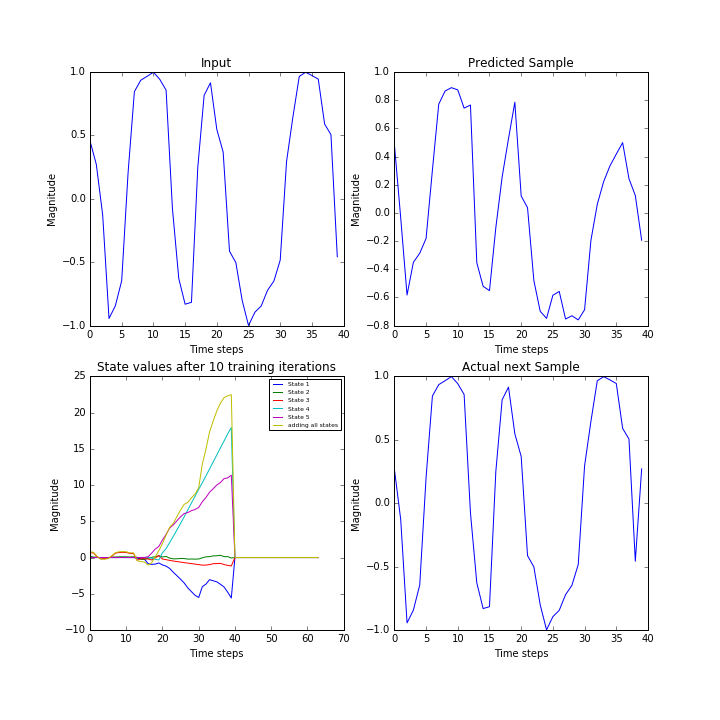 Input
1.0
0.5
0.0
−0.5
−1.0
Magnitude
0 5 10 15 20 25 30 35 40
Time steps
Predicted Sample
1.0
0.8
0.6
0.4
0.2
0.0
−0.2
−0.4
−0.6
−0.8
Magnitude
0 5 10 15 20 25 30 35 40
Time steps
State values after 10 training iterations
25
20
15
10
5
0
−5
−10
Magnitude
State 1
State 2
State 3
State 4
State 5
adding all states
0 10 20 30 40 50 60 70
Time steps
Actual next Sample
1.0
0.5
0.0
−0.5
−1.0
Magnitude
0 5 10 15 20 25 30 35 40
Time steps